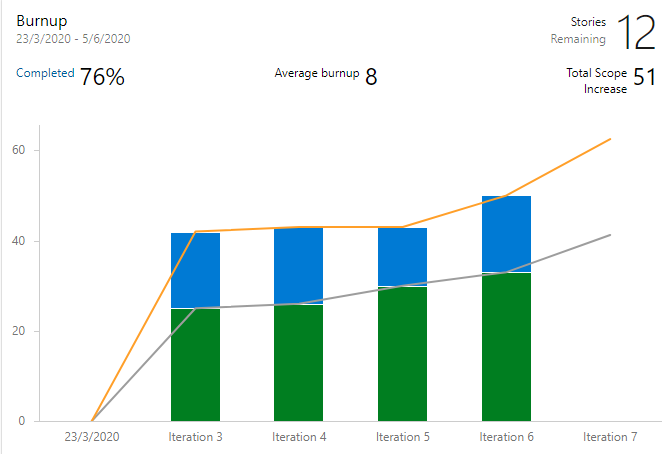 Burnup
23/3/2020 - 5/6/2020
Stories
Remaining
12
Completed 76%
Average burnup 8
Total Scope
Increase
51
60
40
20
0
23/3/2020 Iteration 3 Iteration 4 Iteration 5 Iteration 6 Iteration 7